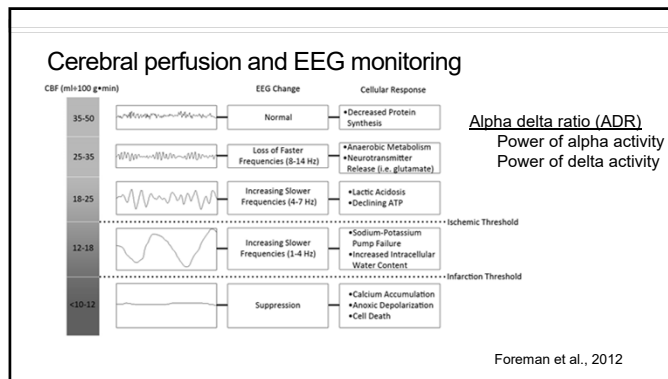 Cerebral perfusion and EEG monitoring
CBF (ml÷100 g•min)
EEG Change
Cellular Response
35-50
Normal
•Decreased Protein
Synthesis
25-35
Loss of Faster
Frequencies (8-14 Hz)
•Anaerobic Metabolism
•Neurotransmitter
Release (i.e. glutamate)
18-25
Increasing Slower
Frequencies (4-7 Hz)
•Lactic Acidosis
•Declining ATP
Ischemic Threshold
12-18
Increasing Slower
Frequencies (1-4 Hz)
•Sodium-Potassium
Pump Failure
•Increased Intracellular
Water Content
Infarction Threshold
<10-12
Suppression
•Calcium Accumulation
•Anoxic Depolarization
•Cell Death
Alpha delta ratio (ADR)
Power of alpha activity
Power of delta activity
Foreman et al., 2012